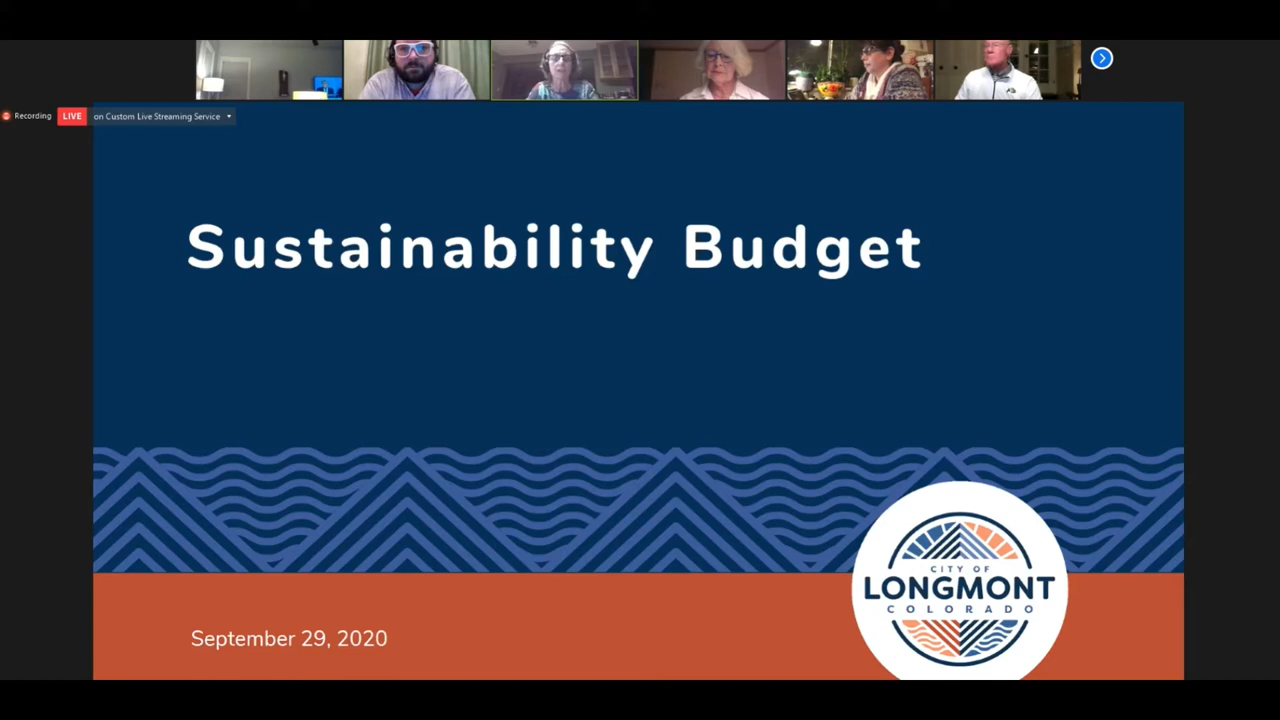 Recording
LIVE
on Custom Live Streaming Service
Sustainability Budget
CITY OF
LONGMONT
COLORADO
September 29, 2020